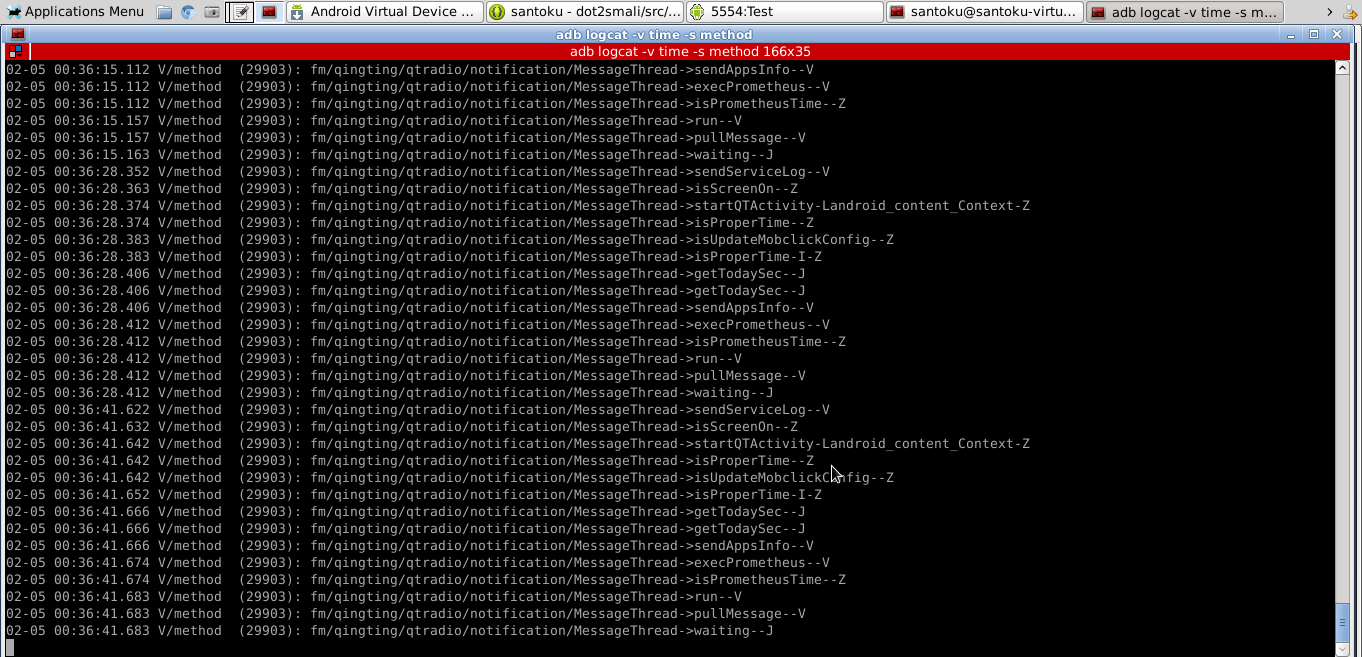 Applications Menu
Android Virtual Device ...
santoku - dot2smali/src/...
5554:Test
santoku@santoku-virtu...
adb logcat -v time -s m...
adb logcat -v time -s method
adb logcat -v time -s method 166x35
02-05 00:36:15.112 V/method  (29903): fm/qingting/qtradio/notification/MessageThread->sendAppsInfo--V
02-05 00:36:15.112 V/method  (29903): fm/qingting/qtradio/notification/MessageThread->execPrometheus--V
02-05 00:36:15.112 V/method  (29903): fm/qingting/qtradio/notification/MessageThread->isPrometheusTime--Z
02-05 00:36:15.157 V/method  (29903): fm/qingting/qtradio/notification/MessageThread->run--V
02-05 00:36:15.157 V/method  (29903): fm/qingting/qtradio/notification/MessageThread->pullMessage--V
02-05 00:36:15.163 V/method  (29903): fm/qingting/qtradio/notification/MessageThread->waiting--J
02-05 00:36:28.352 V/method  (29903): fm/qingting/qtradio/notification/MessageThread->sendServiceLog--V
02-05 00:36:28.363 V/method  (29903): fm/qingting/qtradio/notification/MessageThread->isScreenOn--Z
02-05 00:36:28.374 V/method  (29903): fm/qingting/qtradio/notification/MessageThread->startQTActivity-Landroid_content_Context-Z
02-05 00:36:28.374 V/method  (29903): fm/qingting/qtradio/notification/MessageThread->isProperTime--Z
02-05 00:36:28.383 V/method  (29903): fm/qingting/qtradio/notification/MessageThread->isUpdateMobclickConfig--Z
02-05 00:36:28.383 V/method  (29903): fm/qingting/qtradio/notification/MessageThread->isProperTime-I-Z
02-05 00:36:28.406 V/method  (29903): fm/qingting/qtradio/notification/MessageThread->getTodaySec--J
02-05 00:36:28.406 V/method  (29903): fm/qingting/qtradio/notification/MessageThread->getTodaySec--J
02-05 00:36:28.406 V/method  (29903): fm/qingting/qtradio/notification/MessageThread->sendAppsInfo--V
02-05 00:36:28.412 V/method  (29903): fm/qingting/qtradio/notification/MessageThread->execPrometheus--V
02-05 00:36:28.412 V/method  (29903): fm/qingting/qtradio/notification/MessageThread->isPrometheusTime--Z
02-05 00:36:28.412 V/method  (29903): fm/qingting/qtradio/notification/MessageThread->run--V
02-05 00:36:28.412 V/method  (29903): fm/qingting/qtradio/notification/MessageThread->pullMessage--V
02-05 00:36:28.412 V/method  (29903): fm/qingting/qtradio/notification/MessageThread->waiting--J
02-05 00:36:41.622 V/method  (29903): fm/qingting/qtradio/notification/MessageThread->sendServiceLog--V
02-05 00:36:41.632 V/method  (29903): fm/qingting/qtradio/notification/MessageThread->isScreenOn--Z
02-05 00:36:41.642 V/method  (29903): fm/qingting/qtradio/notification/MessageThread->startQTActivity-Landroid_content_Context-Z
02-05 00:36:41.642 V/method  (29903): fm/qingting/qtradio/notification/MessageThread->isProperTime--Z
02-05 00:36:41.642 V/method  (29903): fm/qingting/qtradio/notification/MessageThread->isUpdateMobclickConfig--Z
02-05 00:36:41.652 V/method  (29903): fm/qingting/qtradio/notification/MessageThread->isProperTime-I-Z
02-05 00:36:41.666 V/method  (29903): fm/qingting/qtradio/notification/MessageThread->getTodaySec--J
02-05 00:36:41.666 V/method  (29903): fm/qingting/qtradio/notification/MessageThread->getTodaySec--J
02-05 00:36:41.666 V/method  (29903): fm/qingting/qtradio/notification/MessageThread->sendAppsInfo--V
02-05 00:36:41.674 V/method  (29903): fm/qingting/qtradio/notification/MessageThread->execPrometheus--V
02-05 00:36:41.674 V/method  (29903): fm/qingting/qtradio/notification/MessageThread->isPrometheusTime--Z
02-05 00:36:41.683 V/method  (29903): fm/qingting/qtradio/notification/MessageThread->run--V
02-05 00:36:41.683 V/method  (29903): fm/qingting/qtradio/notification/MessageThread->pullMessage--V
02-05 00:36:41.683 V/method  (29903): fm/qingting/qtradio/notification/MessageThread->waiting--J